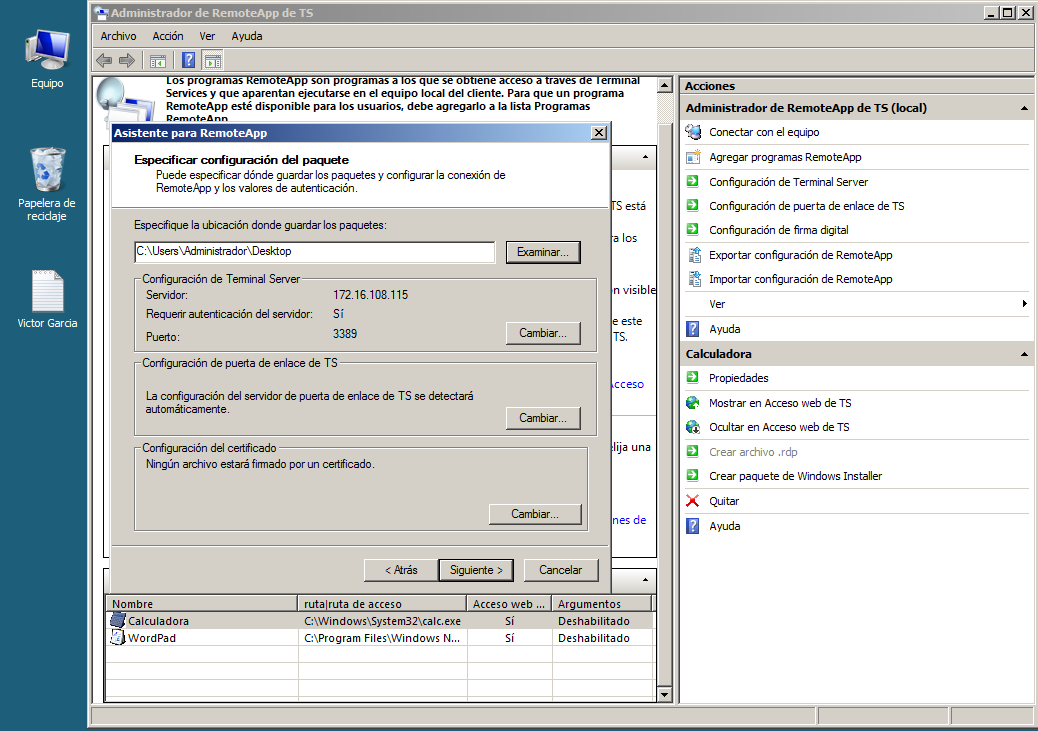 Equipo
Papelera de
reciclaje
Victor Garcia
Administrador de RemoteApp de TS
Archivo Acción Ver Ayuda
Los programas RemoteApp son programas a los que se obtiene acceso a través de Terminal
Services y que aparentan ejecutarse en el equipo local del cliente. Para que un programa
RemoteApp esté disponible para los usuarios, debe agregarlo a la lista Programas
RemoteApp
Asistente para RemoteApp
Especificar configuración del paquete
Puede especificar dónde guardar los paquetes y configurar la conexión de
RemoteApp y los valores de autenticación.
Especifique la ubicación donde guardar los paquetes:
C:\Users\Administrador\Desktop
Examinar...
Configuración de Terminal Server
Servidor: 172.16.108.115
Requerir autenticación del servidor: Sí
Puerto: 3389
Cambiar...
Configuración de puerta de enlace de TS
La configuración del servidor de puerta de enlace de TS se detectará
automáticamente.
Cambiar...
Configuración del certificado
Ningún archivo estará firmado por un certificado.
Cambiar...
< Atrás Siguiente > Cancelar
TS está
ra los
n visible
e este
TS.
Acceso
lija una
nes de
Nombre ruta|ruta de acceso Acceso web ... Argumentos
Calculadora C:\Windows\System32\calc.exe Sí Deshabilitado
WordPad C:\Program Files\Windows N... Sí Deshabilitado
Acciones
Administrador de RemoteApp de TS (local)
Conectar con el equipo
Agregar programas RemoteApp
Configuración de Terminal Server
Configuración de puerta de enlace de TS
Configuración de firma digital
Exportar configuración de RemoteApp
Importar configuración de RemoteApp
Ver
Ayuda
Calculadora
Propiedades
Mostrar en Acceso web de TS
Ocultar en Acceso web de TS
Crear archivo .rdp
Crear paquete de Windows Installer
Quitar
Ayuda